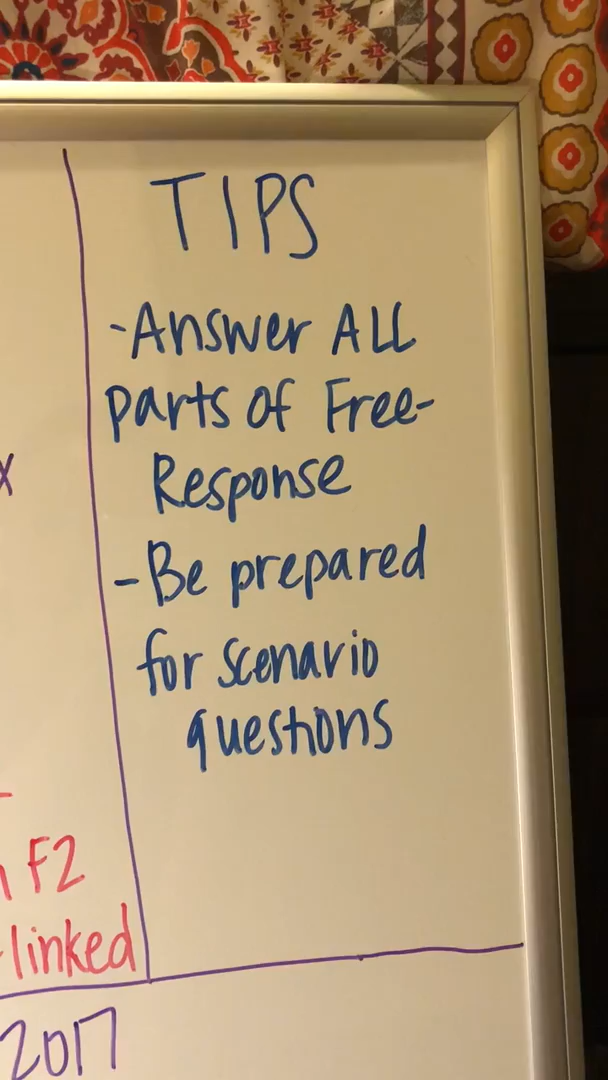 TIPS
-Answer ALL
parts of Free-
Response
-Be prepared
for scenario
questions
X
F2
-linked
2017